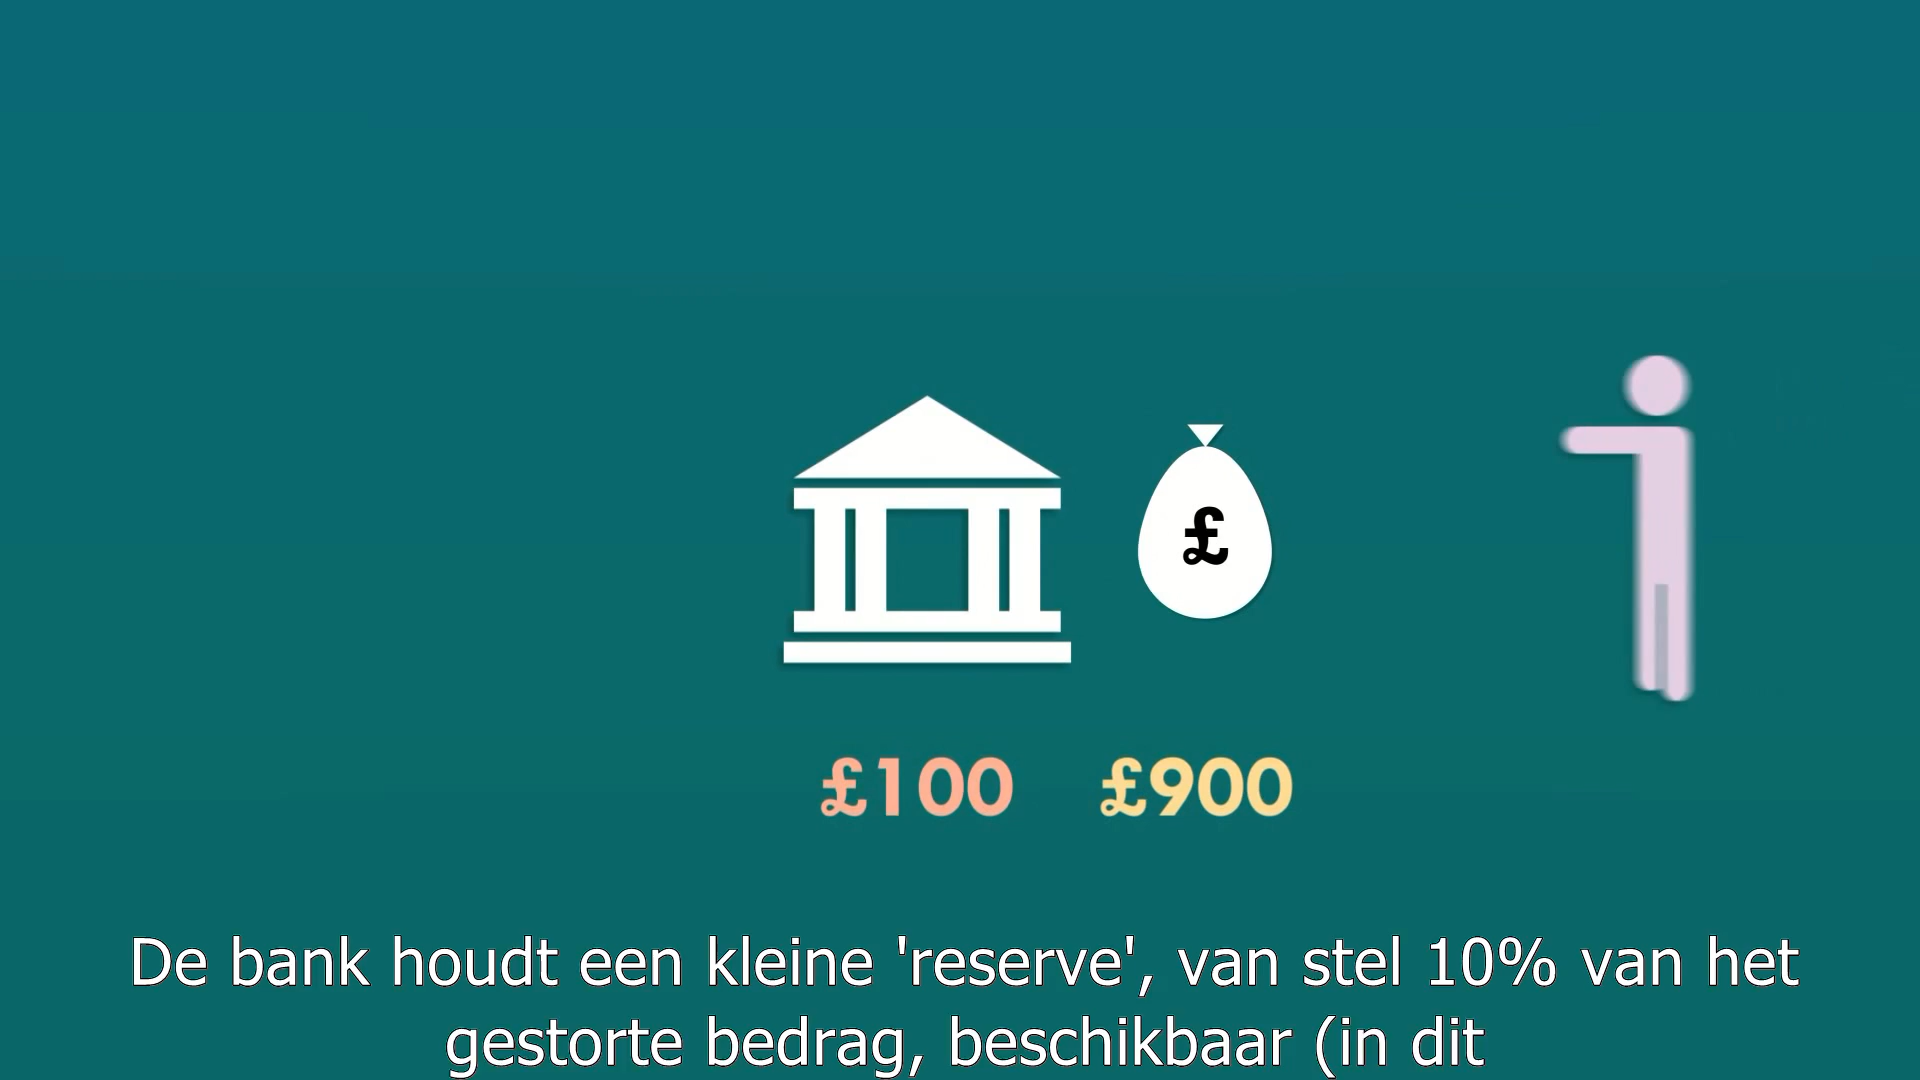 £
£100 £900
De bank houdt een kleine 'reserve', van stel 10% van het
gestorte bedrag, beschikbaar (in dit